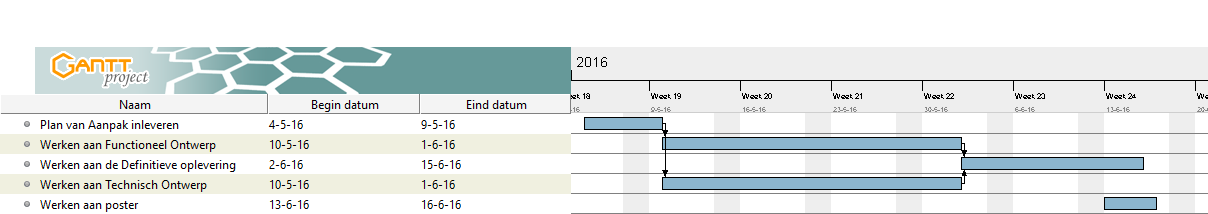 GANTT project
2016
Naam Begin datum Eind datum
Week 18 Week 19 Week 20 Week 21 Week 22 Week 23 Week 24
9-5-16 16-5-16 23-5-16 30-5-16 6-6-16 13-6-16
Plan van Aanpak inleveren 4-5-16 9-5-16
Werken aan Functioneel Ontwerp 10-5-16 1-6-16
Werken aan de Definitieve oplevering 2-6-16 15-6-16
Werken aan Technisch Ontwerp 10-5-16 1-6-16
Werken aan poster 13-6-16 16-6-16